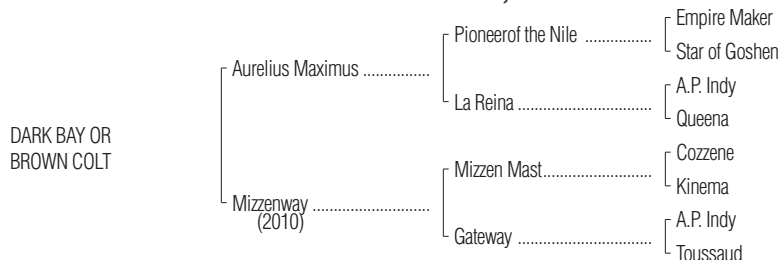 Empire Maker
Pioneerof the Nile ................
Star of Goshen
Aurelius Maximus ................
A.P. Indy
La Reina ................................
Queena
DARK BAY OR
BROWN COLT
Cozzene
Mizzen Mast.........................
Kinema
Mizzenway ............................
(2010)
A.P. Indy
Gateway ................................
Toussaud